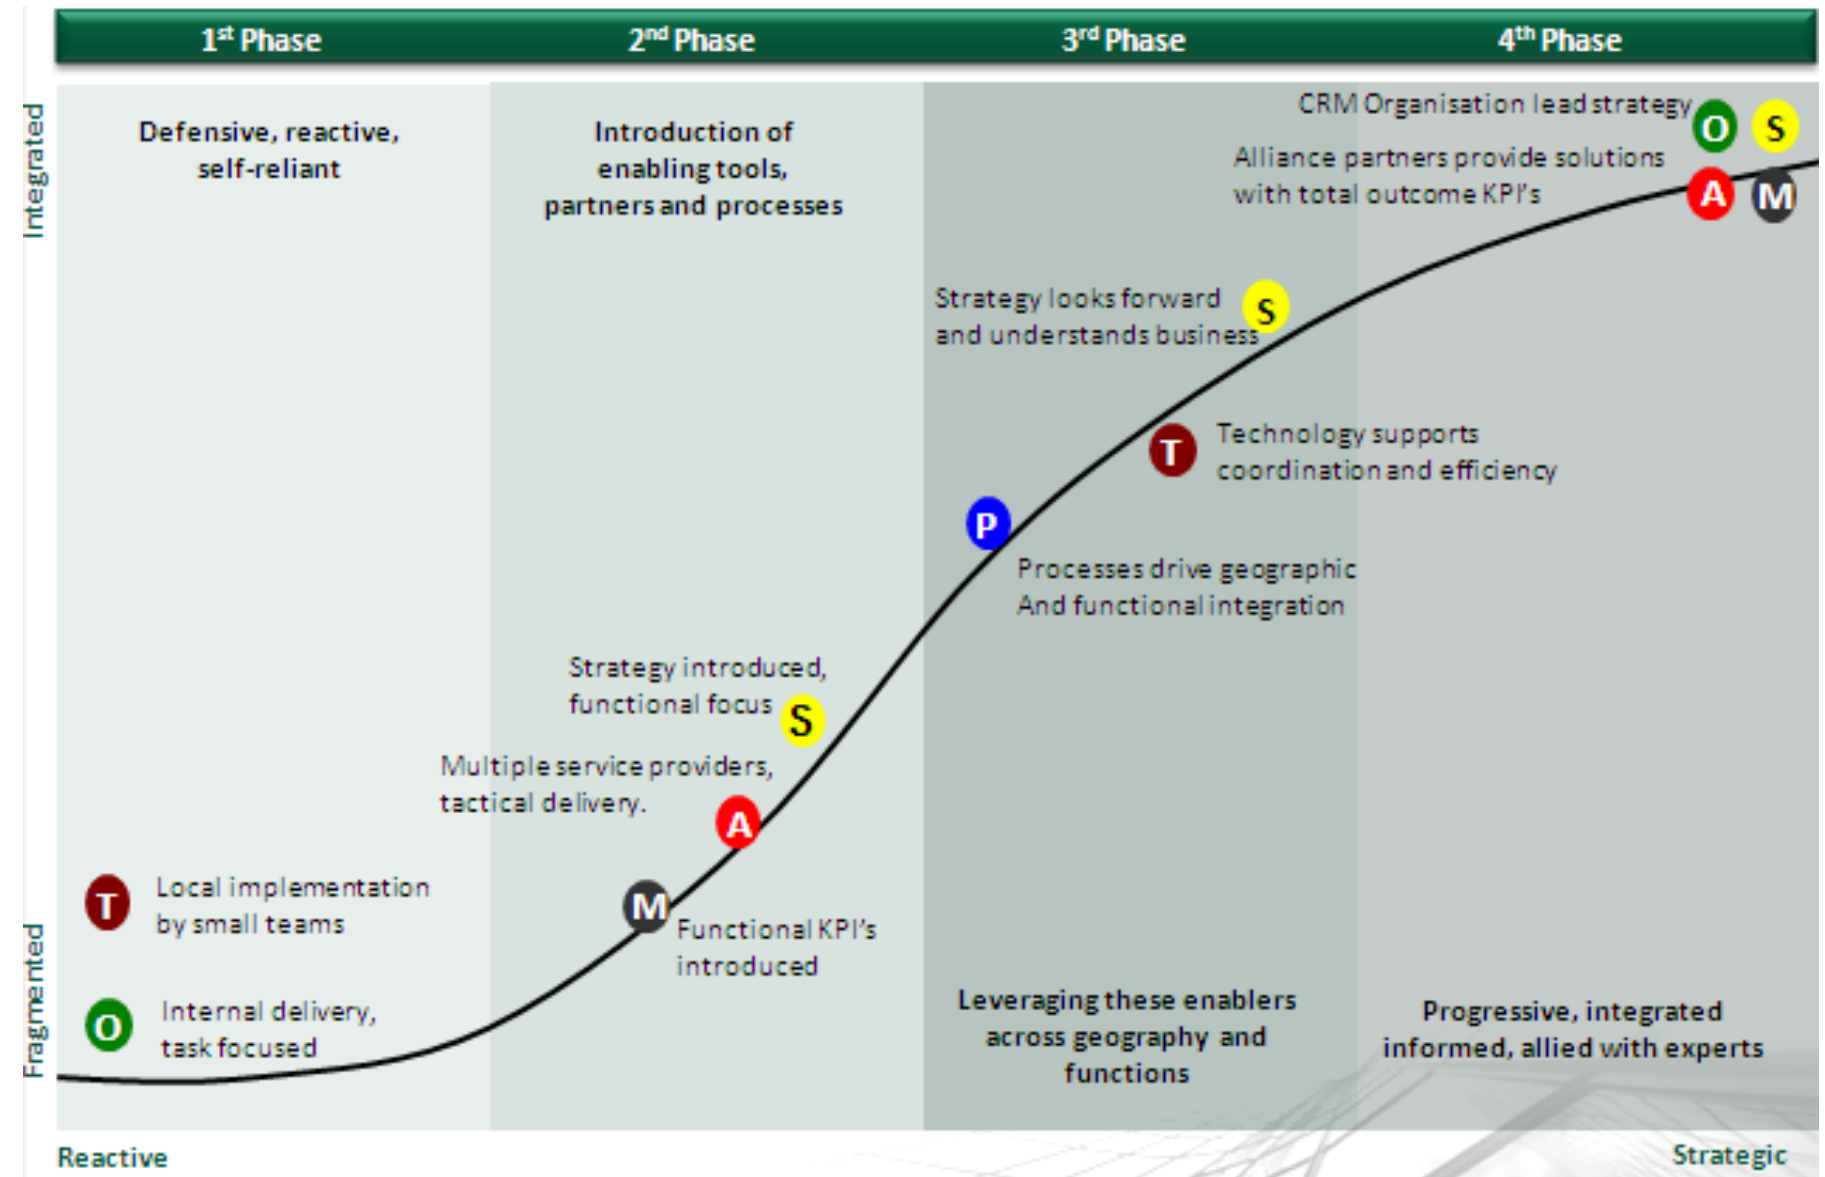 1st Phase
2nd Phase
3rd Phase
4th Phase
Integrated
Fragmented
Defensive, reactive,
self-reliant
T
Local implementation
by small teams
O
Internal delivery,
task focused
Introduction of
enabling tools,
partners and processes
Strategy introduced,
functional focus
S
Multiple service providers,
tactical delivery.
A
M
Functional KPI's
introduced
Strategy looks forward
and understands business
S
T
Technology supports
coordination and efficiency
P
Processes drive geographic
And functional integration
Leveraging these enablers
across geography and
functions
CRM Organisation lead strategy
O
S
Alliance partners provide solutions
with total outcome KPI's
A
M
Progressive, integrated
informed, allied with experts
Reactive
Strategic